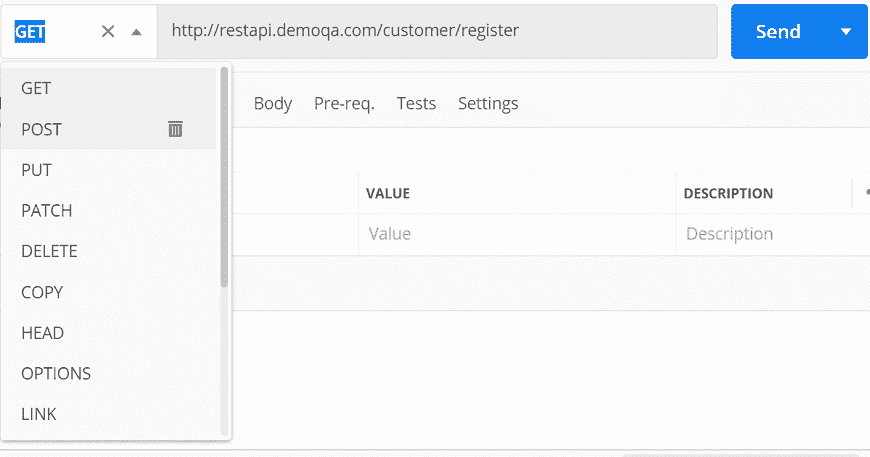 GET
http://restapi.demoqa.com/customer/register
Send
GET
POST
PUT
PATCH
DELETE
COPY
HEAD
OPTIONS
LINK
Body Pre-req. Tests Settings
VALUE DESCRIPTION
Value Description